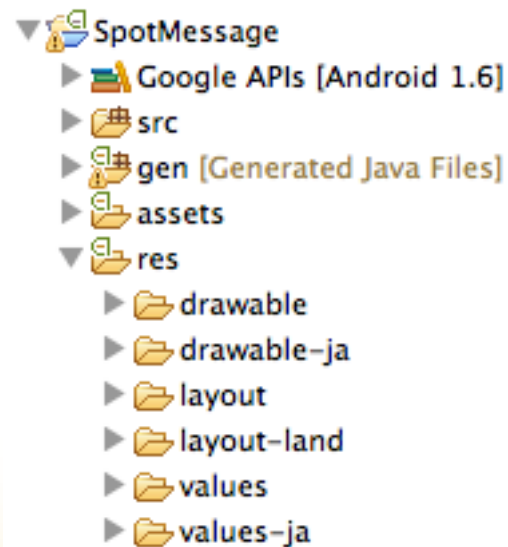 SpotMessage
Google APIs [Android 1.6]
src
gen [Generated Java Files]
assets
res
drawable
drawable-ja
layout
layout-land
values
values-ja